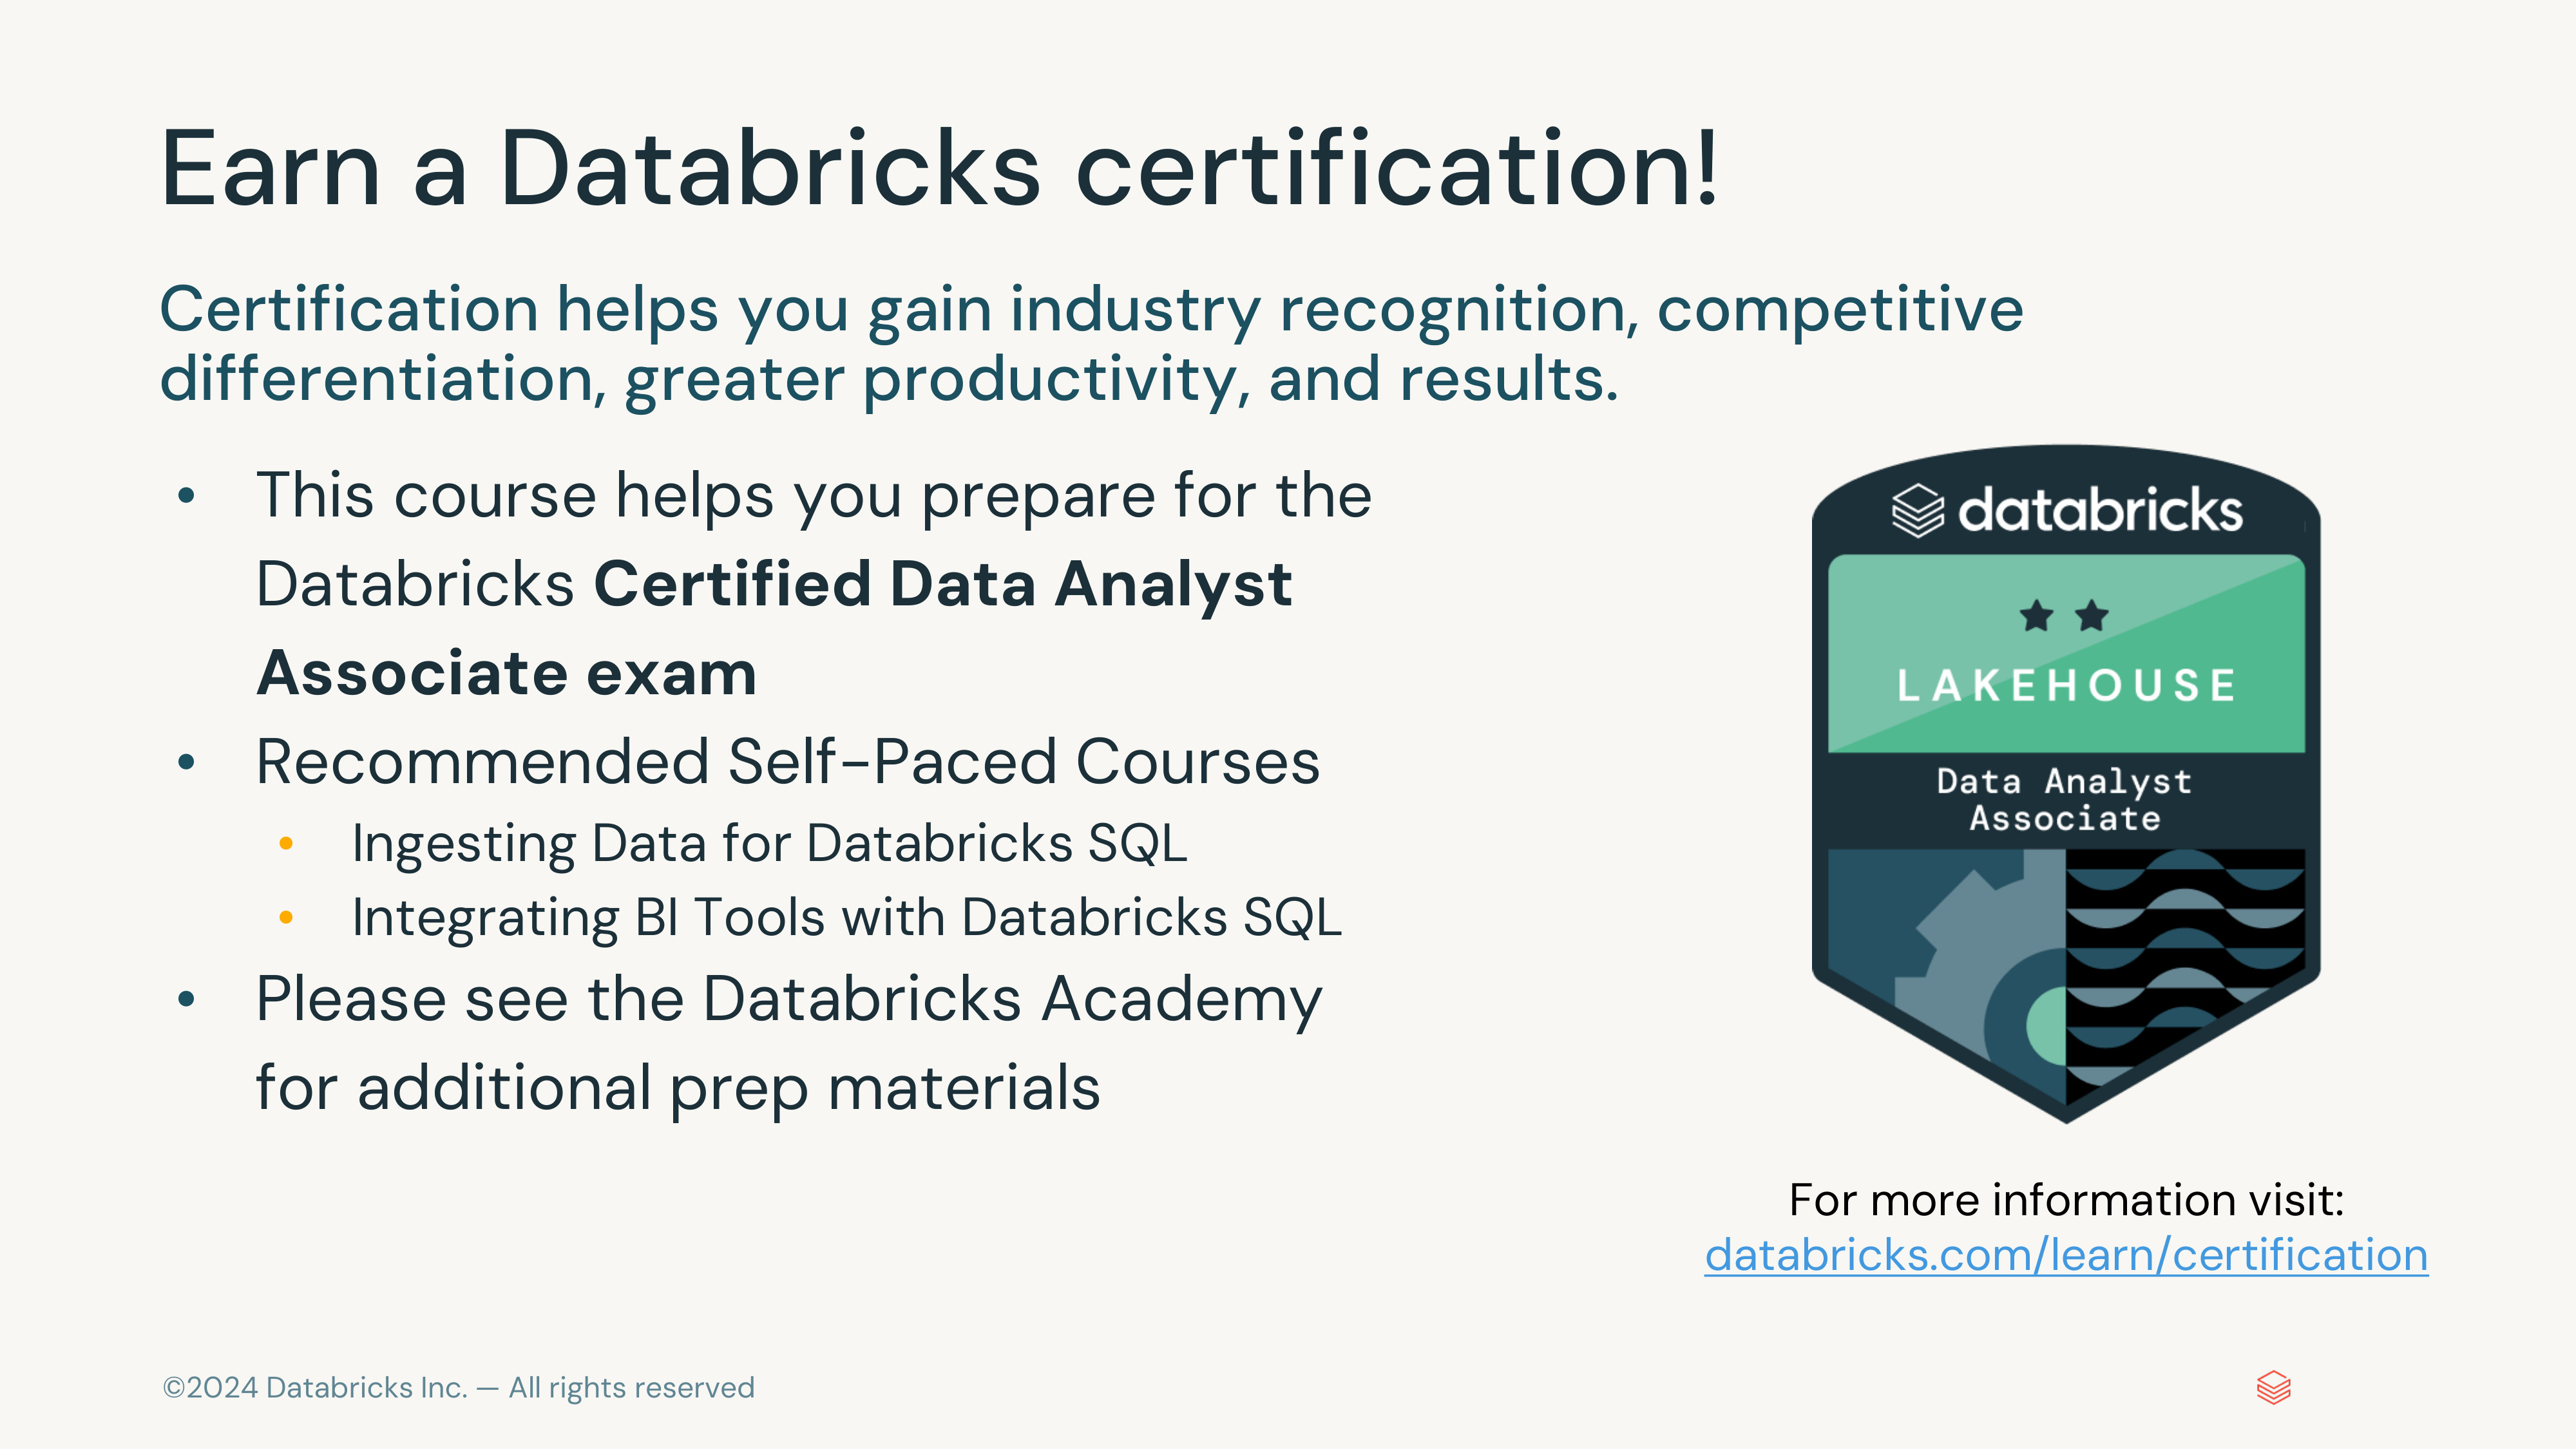 Earn a Databricks certification!
Certification helps you gain industry recognition, competitive
differentiation, greater productivity, and results.
• This course helps you prepare for the
Databricks Certified Data Analyst
Associate exam
• Recommended Self-Paced Courses
• Ingesting Data for Databricks SQL
• Integrating BI Tools with Databricks SQL
• Please see the Databricks Academy
for additional prep materials
databricks
LAKEHOUSE
Data Analyst
Associate
For more information visit:
databricks.com/learn/certification
©2024 Databricks Inc. — All rights reserved